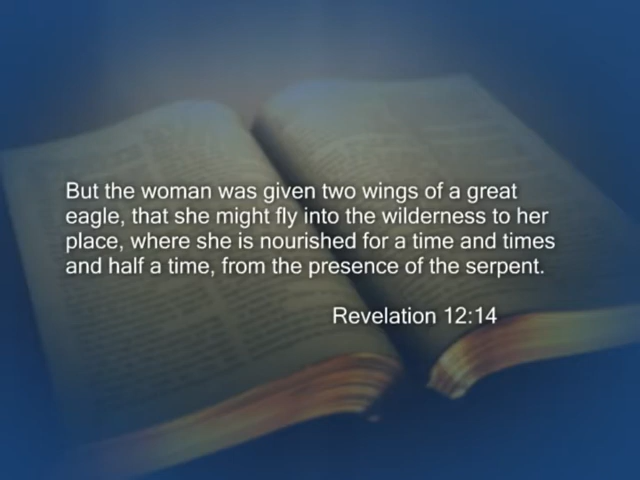 But the woman was given two wings of a great
eagle, that she might fly into the wilderness to her
place, where she is nourished for a time and times
and half a time, from the presence of the serpent.
Revelation 12:14